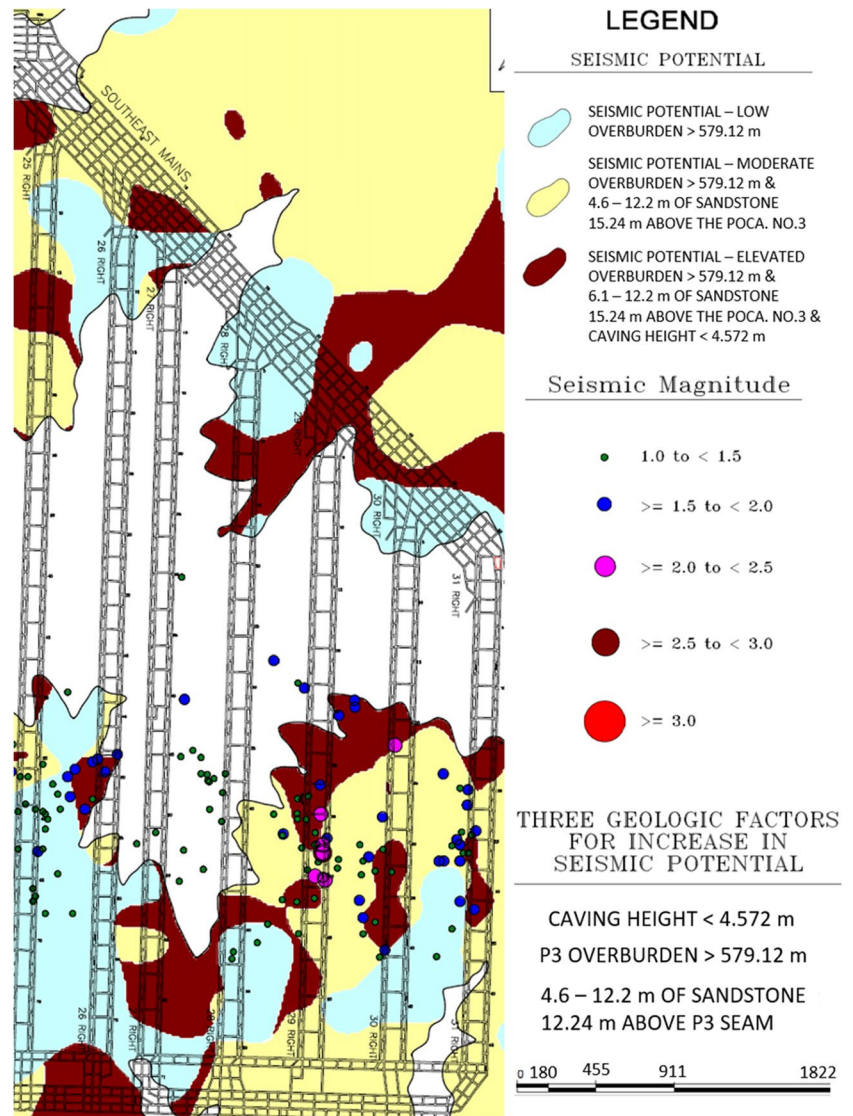 SOUTHEAST MAINS
25 RIGHT
26 RIGHT
27 RIGHT
28 RIGHT
29 RIGHT
30 RIGHT
31 RIGHT
26 RIGHT
RIGHT
29 RIGHT
30 RIGHT
LEGEND
SEISMIC POTENTIAL
SEISMIC POTENTIAL – LOW
OVERBURDEN > 579.12 m
SEISMIC POTENTIAL – MODERATE
OVERBURDEN > 579.12 m &
4.6 – 12.2 m OF SANDSTONE
15.24 m ABOVE THE POCA. NO.3
SEISMIC POTENTIAL – ELEVATED
OVERBURDEN > 579.12 m &
6.1 – 12.2 m OF SANDSTONE
15.24 m ABOVE THE POCA. NO.3 &
CAVING HEIGHT < 4.572 m
Seismic Magnitude
1.0 to < 1.5
>= 1.5 to < 2.0
>= 2.0 to < 2.5
>= 2.5 to < 3.0
>= 3.0
THREE GEOLOGIC FACTORS
FOR INCREASE IN
SEISMIC POTENTIAL
CAVING HEIGHT < 4.572 m
P3 OVERBURDEN > 579.12 m
4.6 – 12.2 m OF SANDSTONE
12.24 m ABOVE P3 SEAM
0 180 455 911 1822